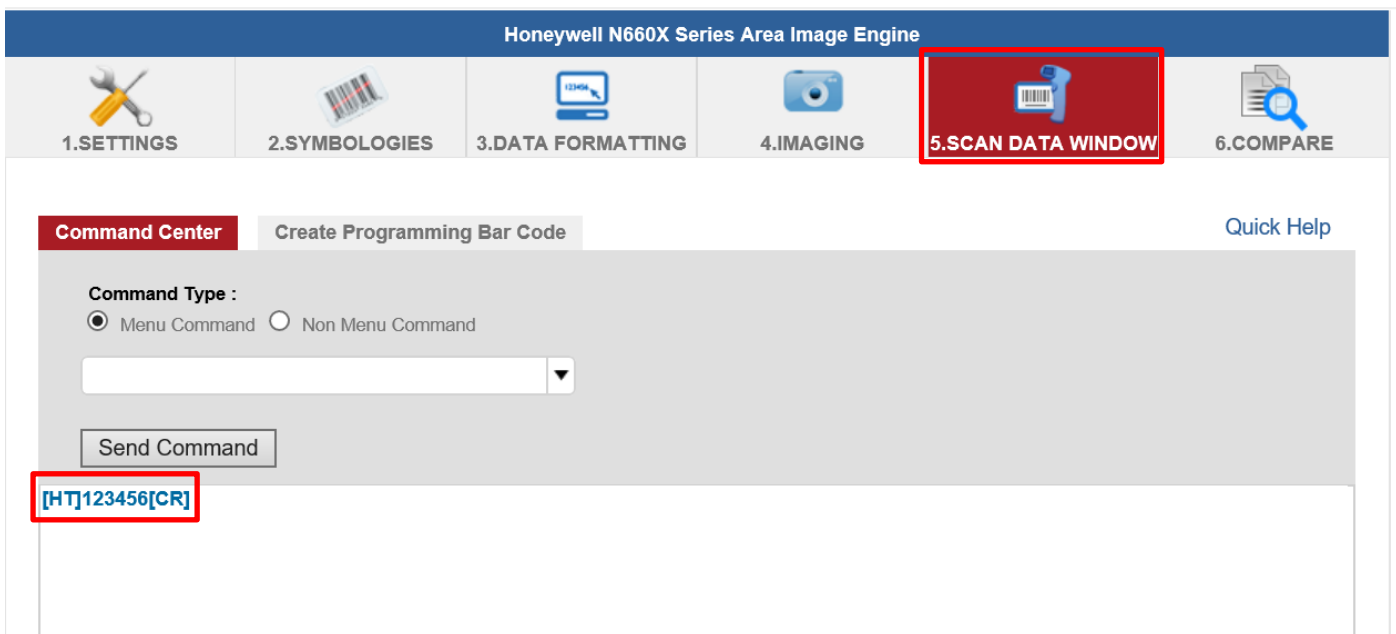 Honeywell N660X Series Area Image Engine
1.SETTINGS 2.SYMBOLOGIES 3.DATA FORMATTING 4.IMAGING 5.SCAN DATA WINDOW 6.COMPARE
Command Center Create Programming Bar Code Quick Help
Command Type :
Menu Command Non Menu Command
Send Command
[HT]123456[CR]